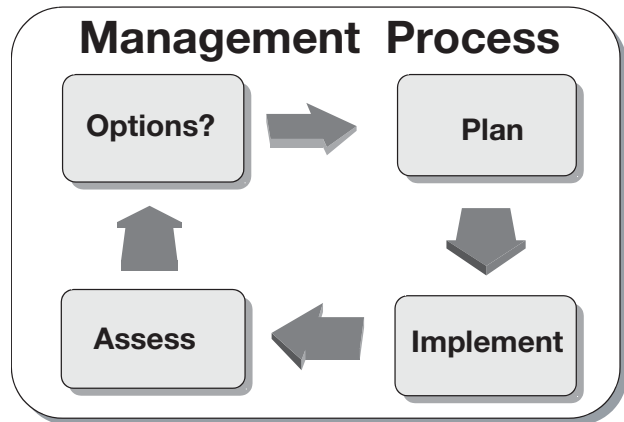 Management Process
Options?
Plan
Assess
Implement